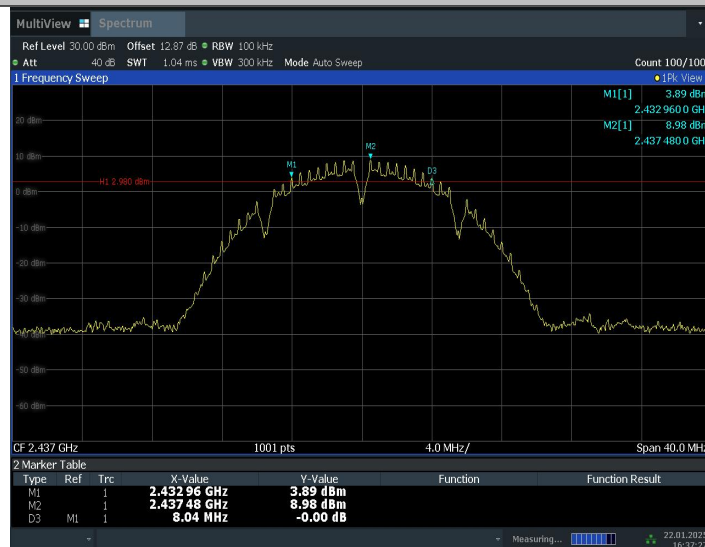 MultiView Spectrum
Ref Level 30.00 dBm Offset 12.87 dB RBW 100 kHz
Att 40 dB SWT 1.04 ms VBW 300 kHz Mode Auto Sweep Count 100/100
1 Frequency Sweep 1Pk View
M1[1] 3.89 dBm
2.432 960 0 GHz
20 dBm
M2[1] 8.98 dBm
2.437 480 0 GHz
M2
10 dBm
M1 D3
H1 2.980 dBm
0 dBm
-10 dBm
-20 dBm
-30 dBm
-50 dBm
-60 dBm
CF 2.437 GHz 1001 pts 4.0 MHz/ Span 40.0 MHz
2 Marker Table
Type Ref Trc X-Value Y-Value Function Function Result
M1 1 2.432 96 GHz 3.89 dBm
M2 1 2.437 48 GHz 8.98 dBm
D3 M1 1 8.04 MHz -0.00 dB
Measuring... 22.01.2025